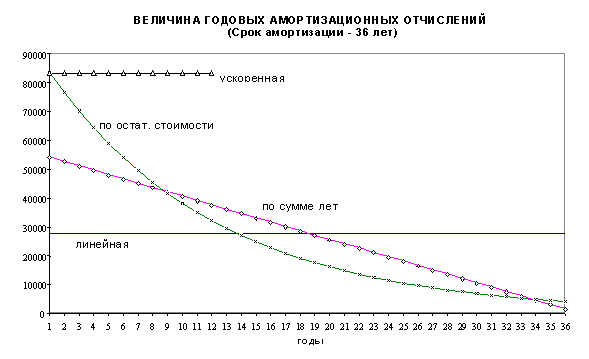 ВЕЛИЧИНА ГОДОВЫХ АМОРТИЗАЦИОННЫХ ОТЧИСЛЕНИЙ
(Срок амортизации - 36 лет)
90000
80000
70000
60000
50000
40000
30000
20000
10000
0
ускоренная
по остат. стоимости
по сумме лет
линейная
1 2 3 4 5 6 7 8 9 10 11 12 13 14 15 16 17 18 19 20 21 22 23 24 25 26 27 28 29 30 31 32 33 34 35 36
годы